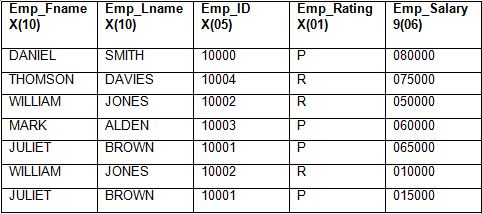 Emp_Fname Emp_Lname Emp_ID Emp_Rating Emp_Salary
X(10) X(10) X(05) X(01) 9(06)
DANIEL SMITH 10000 P 080000
THOMSON DAVIES 10004 R 075000
WILLIAM JONES 10002 R 050000
MARK ALDEN 10003 P 060000
JULIET BROWN 10001 P 065000
WILLIAM JONES 10002 R 010000
JULIET BROWN 10001 P 015000